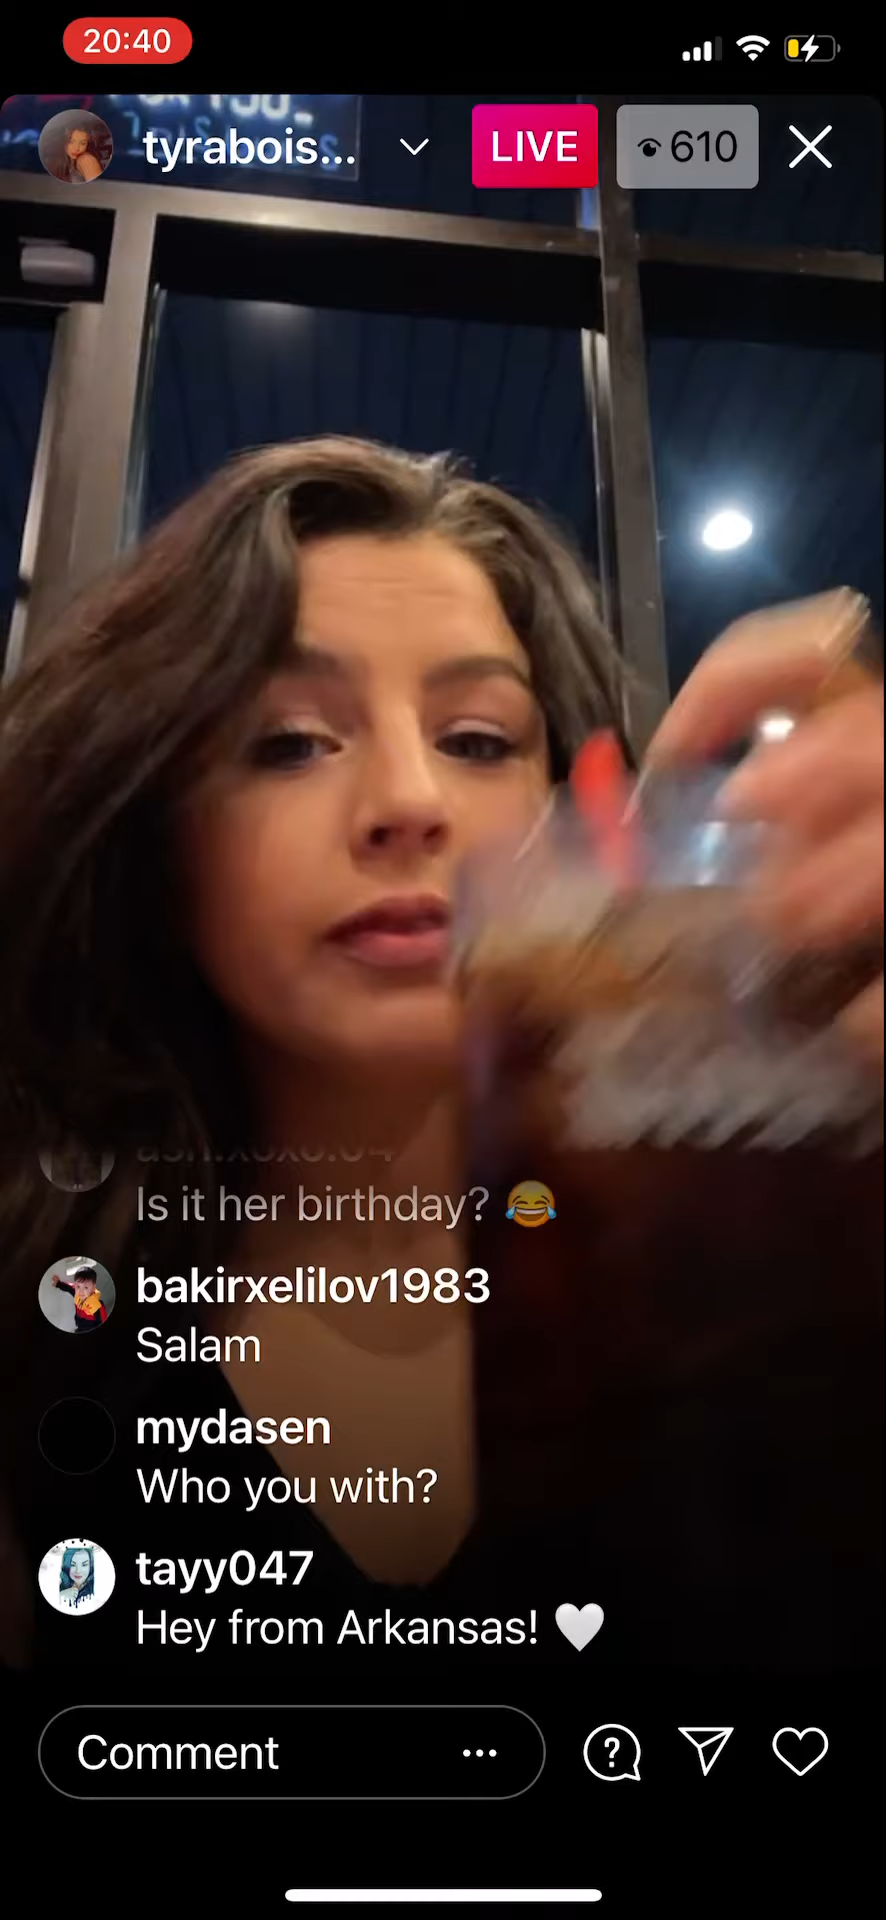 20:40
tyrabois...
LIVE
610
Is it her birthday? 😂
bakirxelilov1983
Salam
mydasen
Who you with?
tayy047
Hey from Arkansas! 🤍
Comment